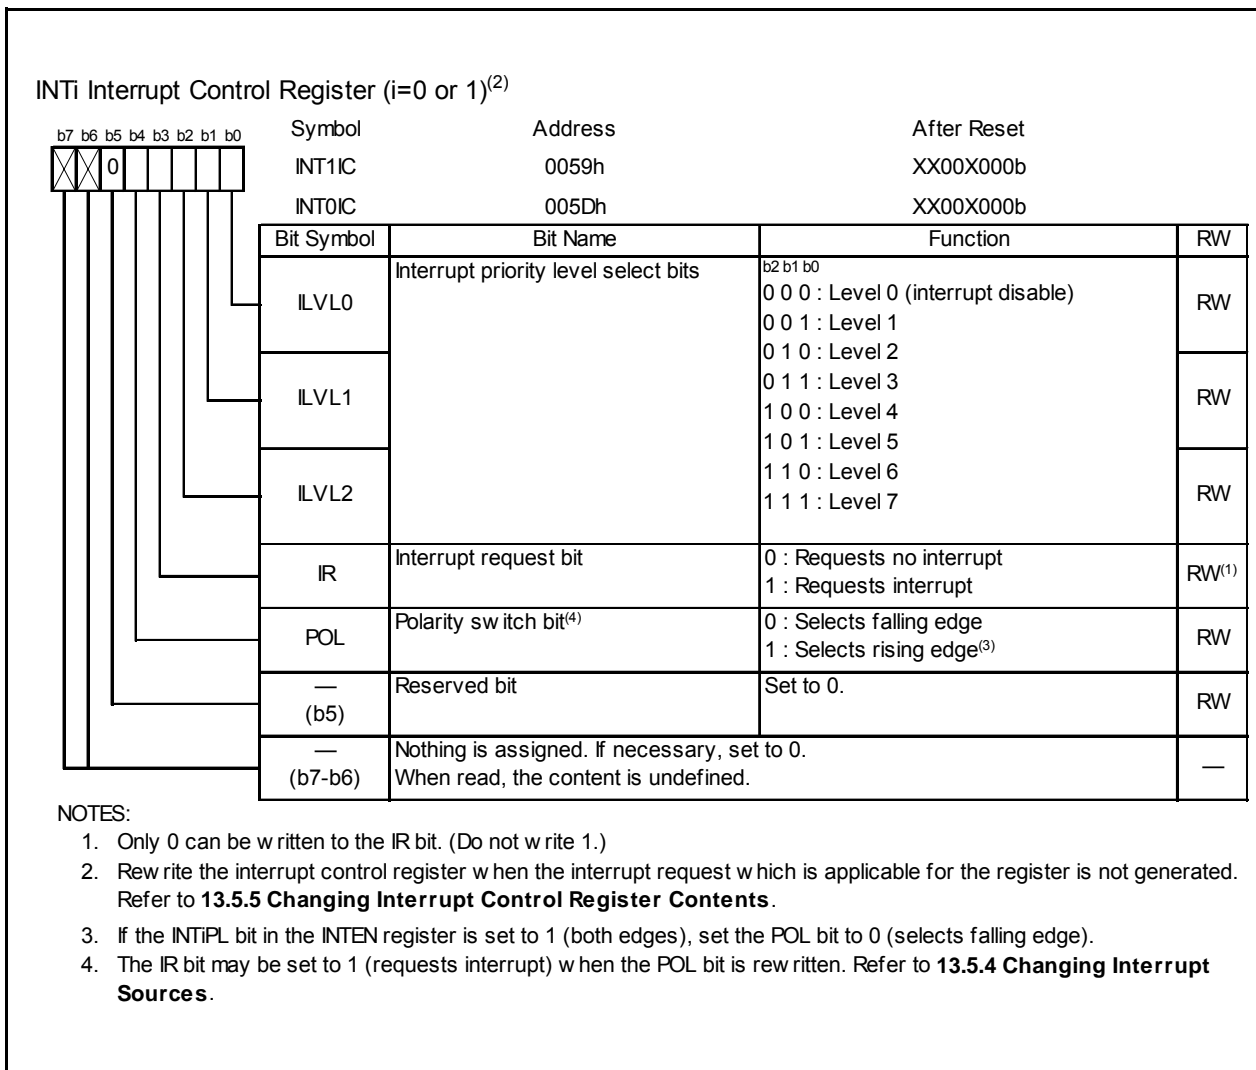 INTi Interrupt Control Register (i=0 or 1)(2)
b7 b6 b5 b4 b3 b2 b1 b0
Symbol Address After Reset
0
INT1IC 0059h XX00X000b
INT0IC 005Dh XX00X000b
Bit Symbol Bit Name Function RW
ILVL0 Interrupt priority level select bits b2 b1 b0 RW
0 0 0 : Level 0 (interrupt disable)
0 0 1 : Level 1
0 1 0 : Level 2
ILVL1 0 1 1 : Level 3 RW
1 0 0 : Level 4
1 0 1 : Level 5
ILVL2 1 1 0 : Level 6 RW
1 1 1 : Level 7
IR Interrupt request bit 0 : Requests no interrupt RW(1)
1 : Requests interrupt
POL Polarity switch bit(4) 0 : Selects falling edge RW
1 : Selects rising edge(3)
— Reserved bit Set to 0. RW
(b5)
— Nothing is assigned. If necessary, set to 0. —
(b7-b6) When read, the content is undefined.
NOTES:
1. Only 0 can be written to the IR bit. (Do not write 1.)
2. Rewrite the interrupt control register when the interrupt request which is applicable for the register is not generated.
Refer to 13.5.5 Changing Interrupt Control Register Contents.
3. If the INTiPL bit in the INTEN register is set to 1 (both edges), set the POL bit to 0 (selects falling edge).
4. The IR bit may be set to 1 (requests interrupt) when the POL bit is rewritten. Refer to 13.5.4 Changing Interrupt
Sources.